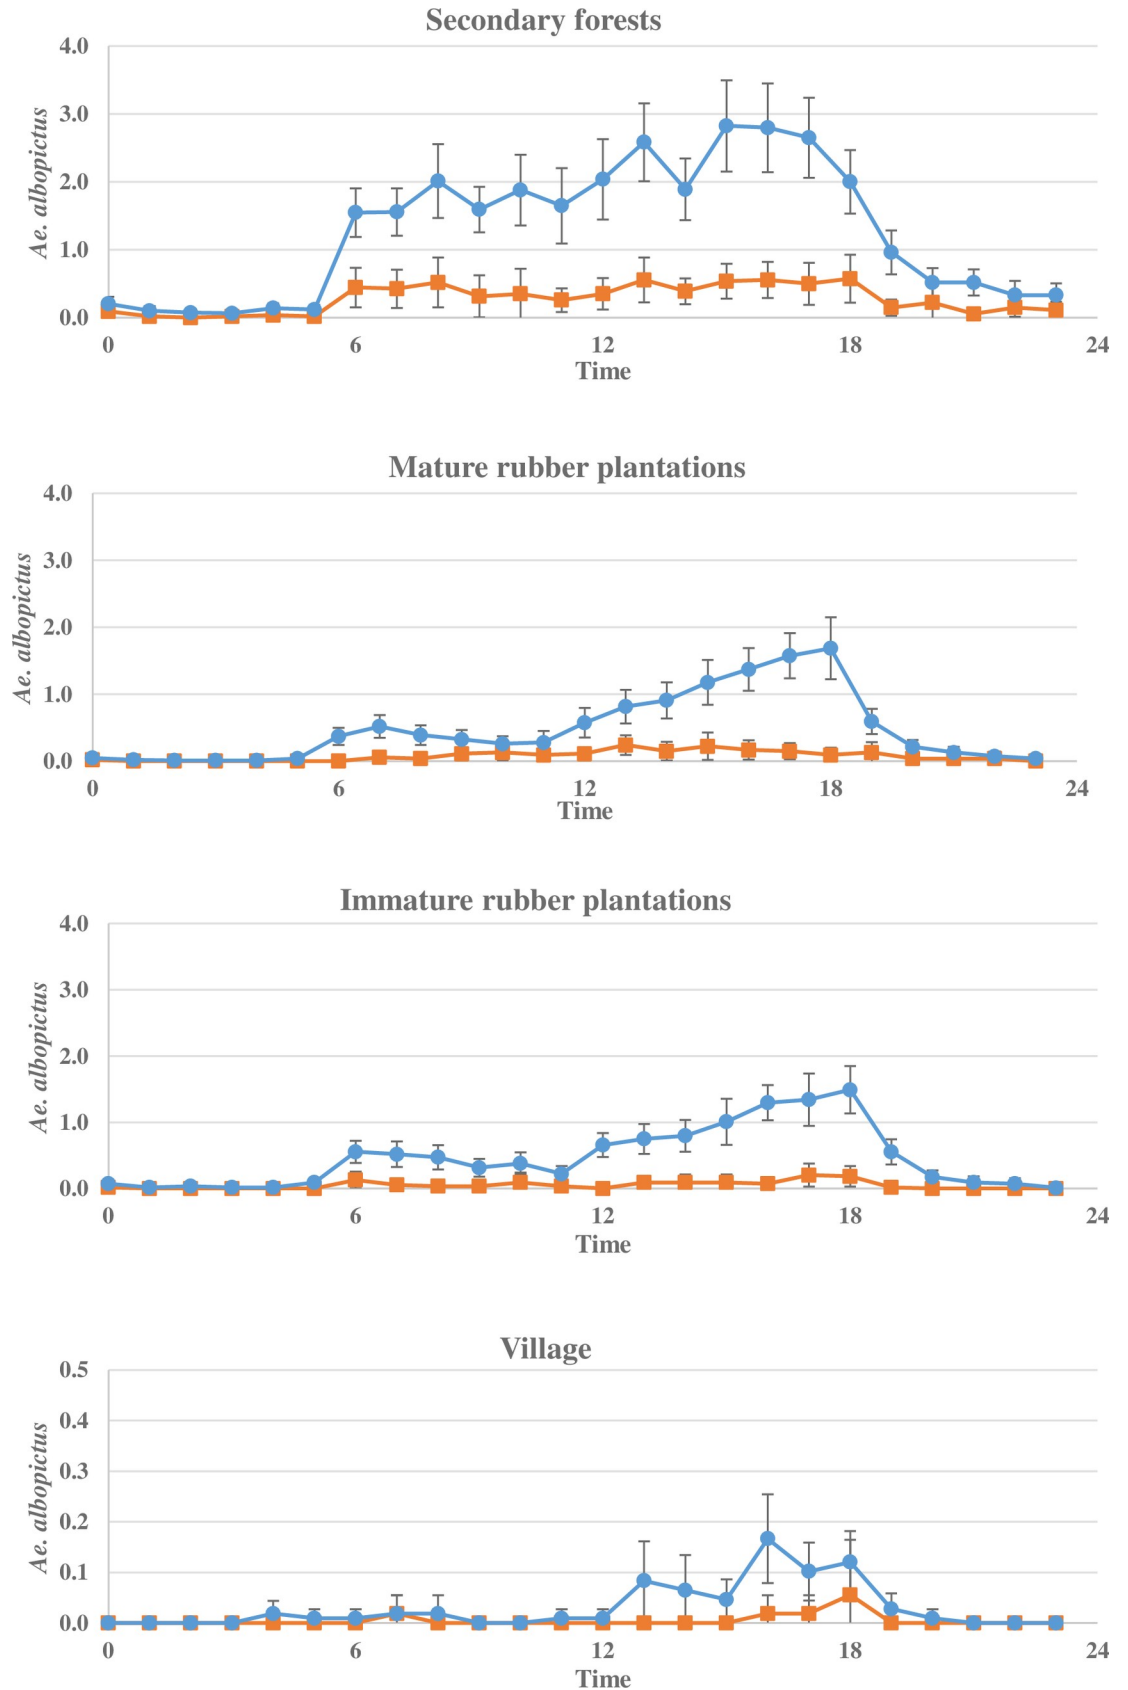 Secondary forests
4.0
3.0
2.0
1.0
0.0
Ae. albopictus
0 6 12 18 24
Time
Mature rubber plantations
4.0
3.0
2.0
1.0
0.0
Ae. albopictus
0 6 12 18 24
Time
Immature rubber plantations
4.0
3.0
2.0
1.0
0.0
Ae. albopictus
0 6 12 18 24
Time
Village
0.5
0.4
0.3
0.2
0.1
0.0
Ae. albopictus
0 6 12 18 24
Time